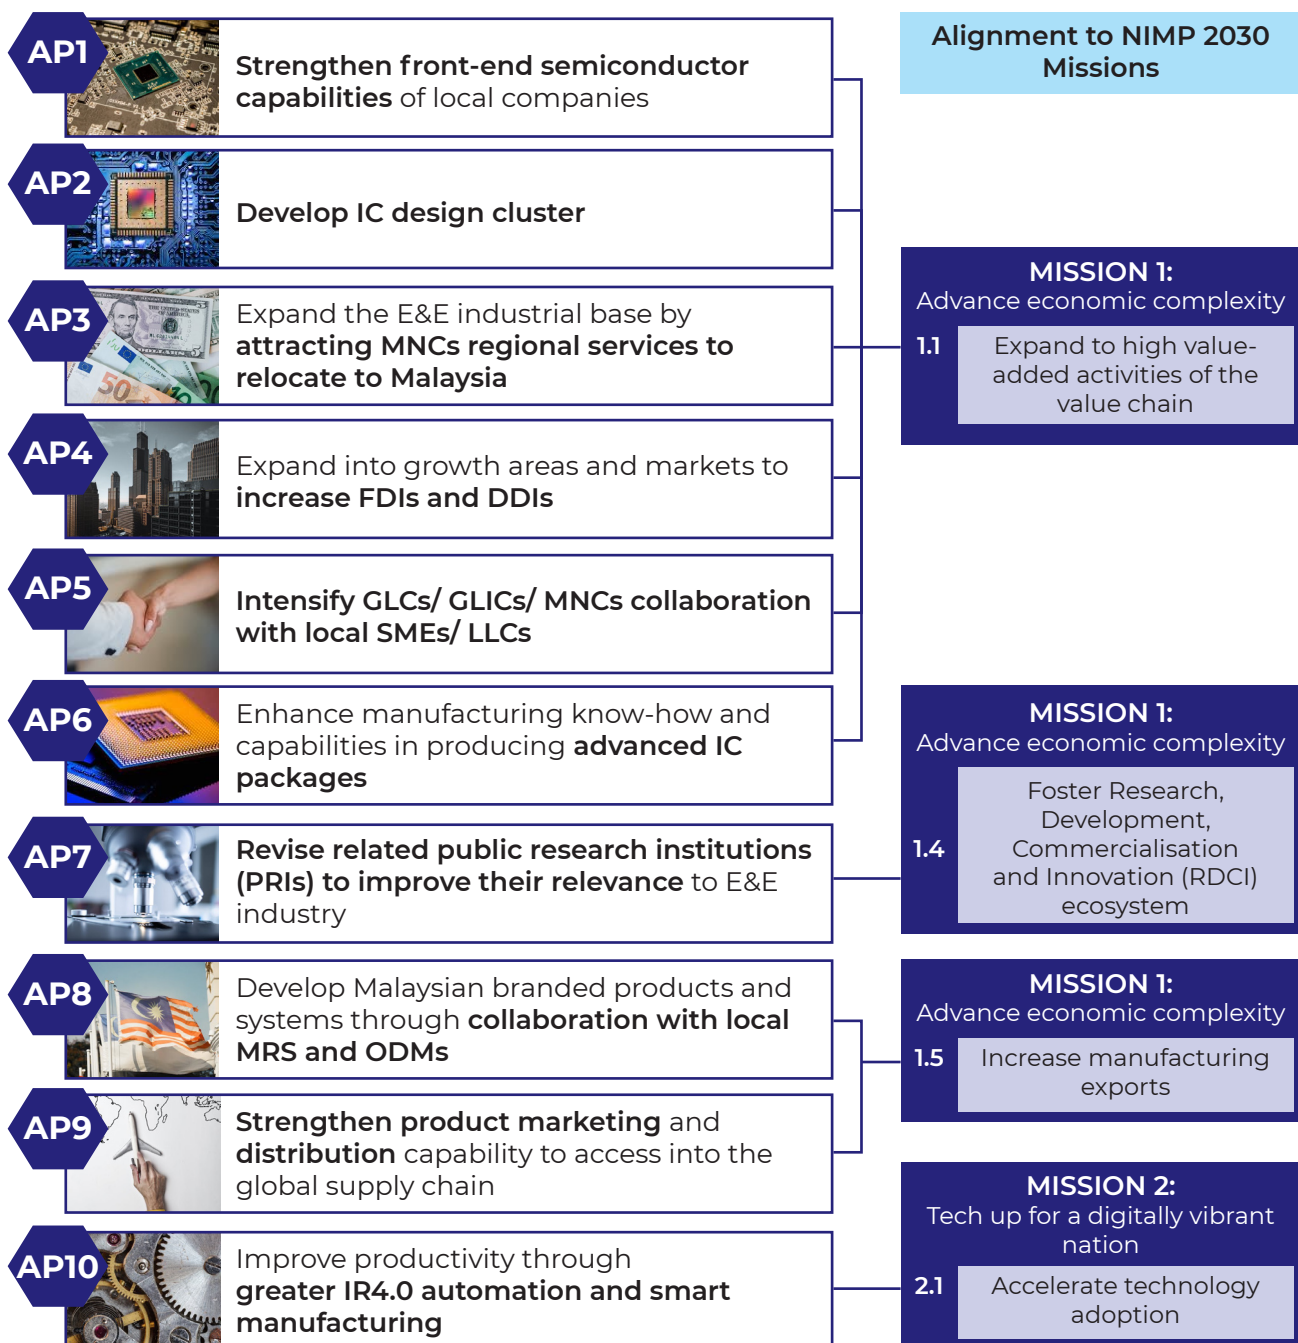 Alignment to NIMP 2030
Missions
AP1
Strengthen front-end semiconductor
capabilities of local companies
AP2
Develop IC design cluster
AP3
Expand the E&E industrial base by
attracting MNCs regional services to
relocate to Malaysia
AP4
Expand into growth areas and markets to
increase FDIs and DDIs
AP5
Intensify GLCs/ GLICs/ MNCs collaboration
with local SMEs/ LLCs
AP6
Enhance manufacturing know-how and
capabilities in producing advanced IC
packages
MISSION 1:
Advance economic complexity
1.1
Expand to high value-
added activities of the
value chain
AP7
Revise related public research institutions
(PRIs) to improve their relevance to E&E
industry
MISSION 1:
Advance economic complexity
1.4
Foster Research,
Development,
Commercialisation
and Innovation (RDCI)
ecosystem
AP8
Develop Malaysian branded products and
systems through collaboration with local
MRS and ODMs
AP9
Strengthen product marketing and
distribution capability to access into the
global supply chain
MISSION 1:
Advance economic complexity
1.5
Increase manufacturing
exports
AP10
Improve productivity through
greater IR4.0 automation and smart
manufacturing
MISSION 2:
Tech up for a digitally vibrant
nation
2.1
Accelerate technology
adoption